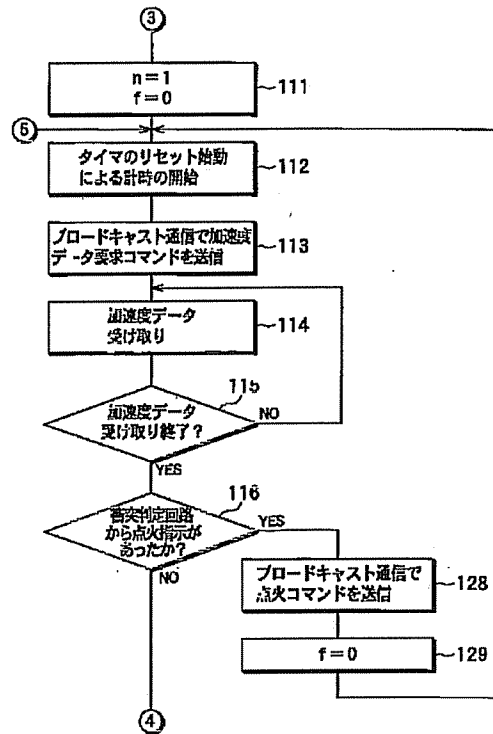 ③
n=1
f=0
111
⑤
タイマのリセット始動
による計時の開始
112
ブロードキャスト通信で加速度
データ要求コマンドを送信
113
加速度データ
受け取り
114
115
加速度データ
受け取り終了?
NO
YES
116
衝突判定回路
から点火指示が
あったか?
YES
NO
ブロードキャスト通信で
点火コマンドを送信
128
f=0
129
④